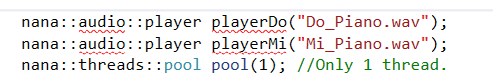 nana::audio::player playerDo("Do_Piano.wav");
nana::audio::player playerMi("Mi_Piano.wav");
nana::threads::pool pool(1); //Only 1 thread.